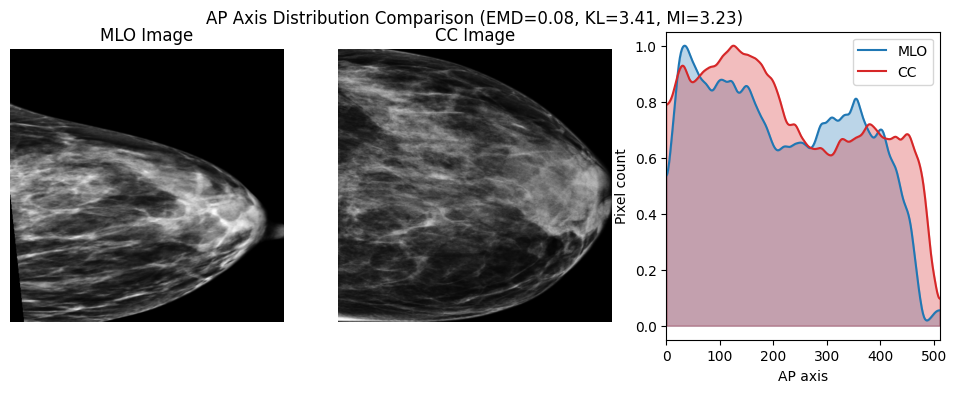 AP Axis Distribution Comparison (EMD=0.08, KL=3.41, MI=3.23)
MLO Image
CC Image
MLO
CC
Pixel count
1.0
0.8
0.6
0.4
0.2
0.0
0 100 200 300 400 500
AP axis